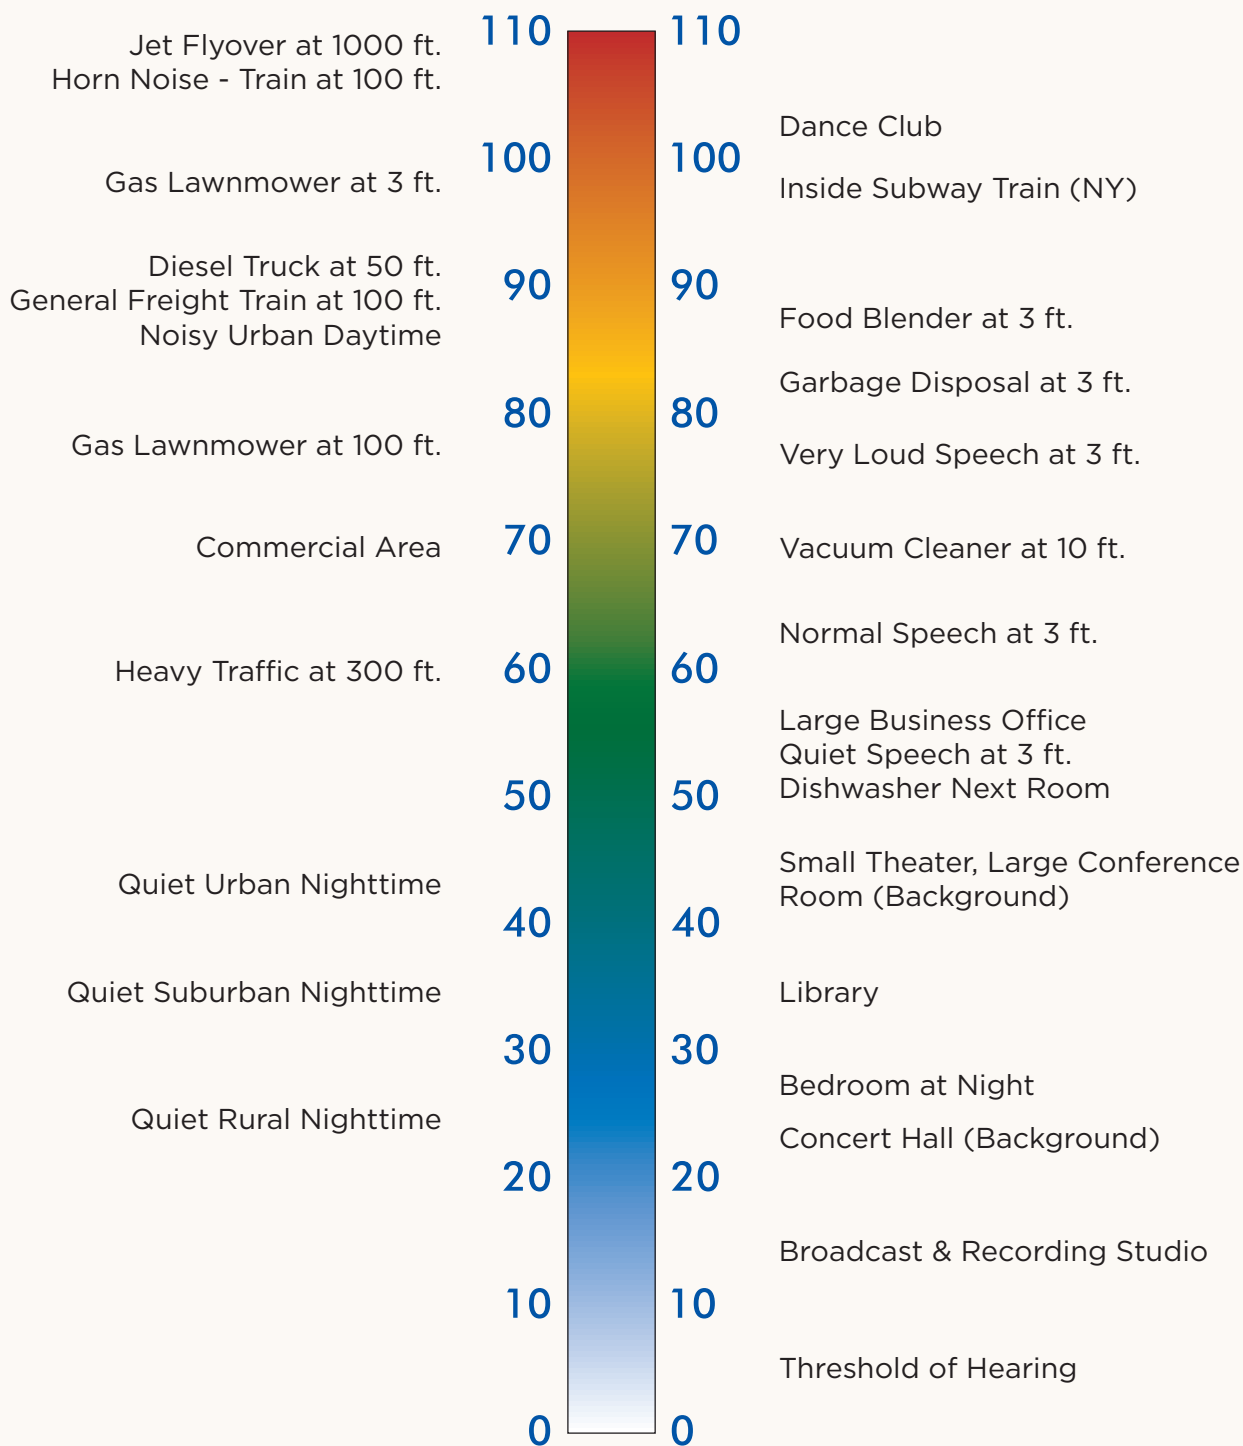 110 110
Jet Flyover at 1000 ft.
Horn Noise - Train at 100 ft.
Dance Club
100 100
Gas Lawnmower at 3 ft.
Inside Subway Train (NY)
Diesel Truck at 50 ft.
90 90
General Freight Train at 100 ft.
Food Blender at 3 ft.
Noisy Urban Daytime
Garbage Disposal at 3 ft.
80 80
Gas Lawnmower at 100 ft.
Very Loud Speech at 3 ft.
70 70
Commercial Area
Vacuum Cleaner at 10 ft.
Normal Speech at 3 ft.
60 60
Heavy Traffic at 300 ft.
Large Business Office
Quiet Speech at 3 ft.
Dishwasher Next Room
50 50
Small Theater, Large Conference
Room (Background)
Quiet Urban Nighttime
40 40
Quiet Suburban Nighttime
Library
30 30
Bedroom at Night
Quiet Rural Nighttime
Concert Hall (Background)
20 20
Broadcast & Recording Studio
10 10
Threshold of Hearing
0 0